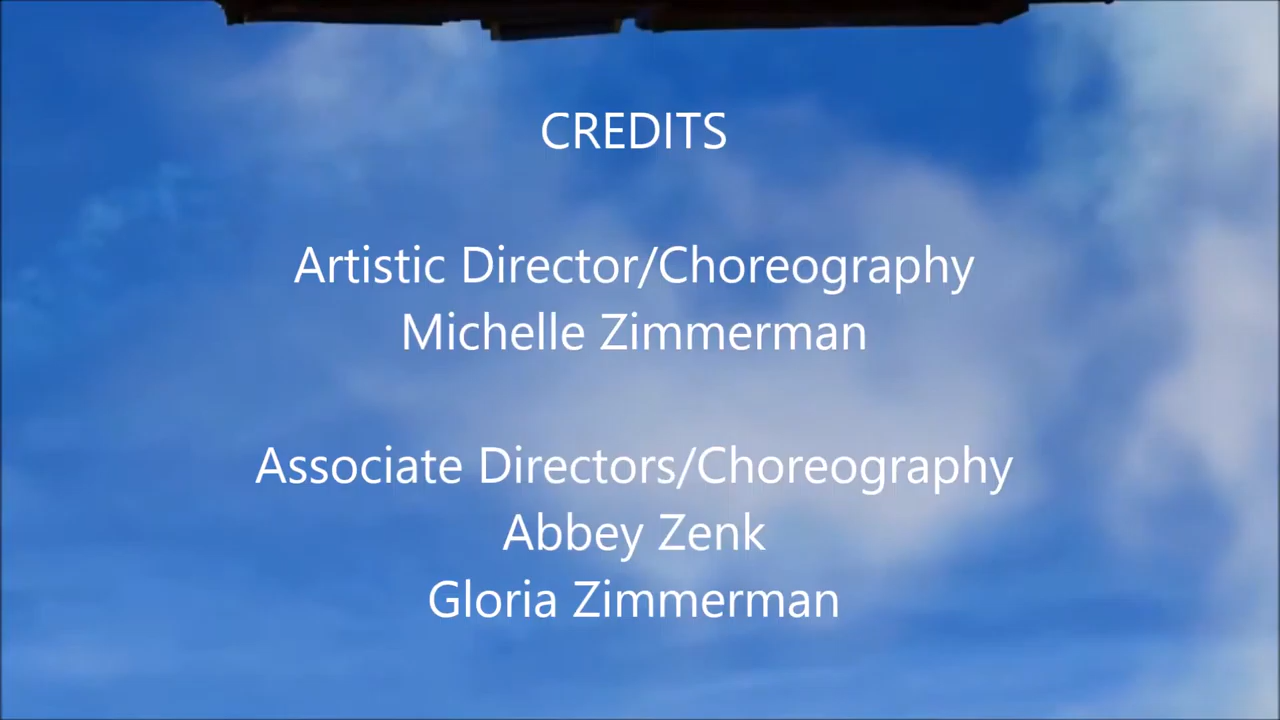 CREDITS
Artistic Director/Choreography
Michelle Zimmerman
Associate Directors/Choreography
Abbey Zenk
Gloria Zimmerman